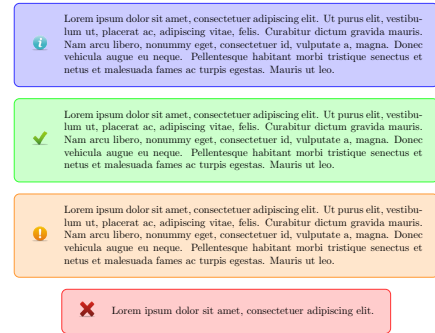 Lorem ipsum dolor sit amet, consectetuer adipiscing elit. Ut purus elit, vestibu-
lum ut, placerat ac, adipiscing vitae, felis. Curabitur dictum gravida mauris.
Nam arcu libero, nonummy eget, consectetuer id, vulputate a, magna. Donec
vehicula augue eu neque. Pellentesque habitant morbi tristique senectus et
netus et malesuada fames ac turpis egestas. Mauris ut leo.
Lorem ipsum dolor sit amet, consectetuer adipiscing elit. Ut purus elit, vestibu-
lum ut, placerat ac, adipiscing vitae, felis. Curabitur dictum gravida mauris.
Nam arcu libero, nonummy eget, consectetuer id, vulputate a, magna. Donec
vehicula augue eu neque. Pellentesque habitant morbi tristique senectus et
netus et malesuada fames ac turpis egestas. Mauris ut leo.
Lorem ipsum dolor sit amet, consectetuer adipiscing elit. Ut purus elit, vestibu-
lum ut, placerat ac, adipiscing vitae, felis. Curabitur dictum gravida mauris.
Nam arcu libero, nonummy eget, consectetuer id, vulputate a, magna. Donec
vehicula augue eu neque. Pellentesque habitant morbi tristique senectus et
netus et malesuada fames ac turpis egestas. Mauris ut leo.
Lorem ipsum dolor sit amet, consectetuer adipiscing elit.